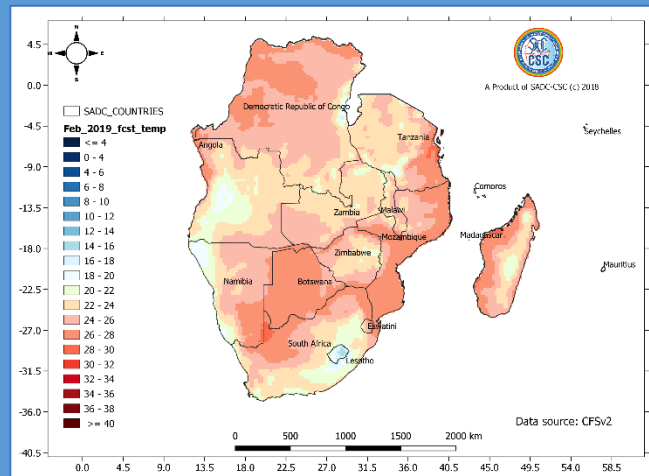 N
W E
S
SAC
CSC
A Product of SADC-CSC (c) 2018
SADC_COUNTRIES
Feb_2019_fcst_temp
<= 4
0 - 4
4 - 6
6 - 8
8 - 10
10 - 12
12 - 14
14 - 16
16 - 18
18 - 20
20 - 22
22 - 24
24 - 26
26 - 28
28 - 30
30 - 32
32 - 34
34 - 36
36 - 38
>= 40
Democratic Republic of Congo
Tanzania
Seychelles
Angola
Comoros
Zambia
Malawi
Mozambique
Madagascar
Zimbabwe
Mauritius
Namibia
Botswana
Eswatini
South Africa
Lesotho
Data source: CFSv2
0 500 1000 1500 2000 km
4.5
0.0
-4.5
-9.0
-13.5
-18.0
-22.5
-27.0
-31.5
-36.0
-40.5
0.0 4.5 9.0 13.5 18.0 22.5 27.0 31.5 36.0 40.5 45.0 49.5 54.0 58.5